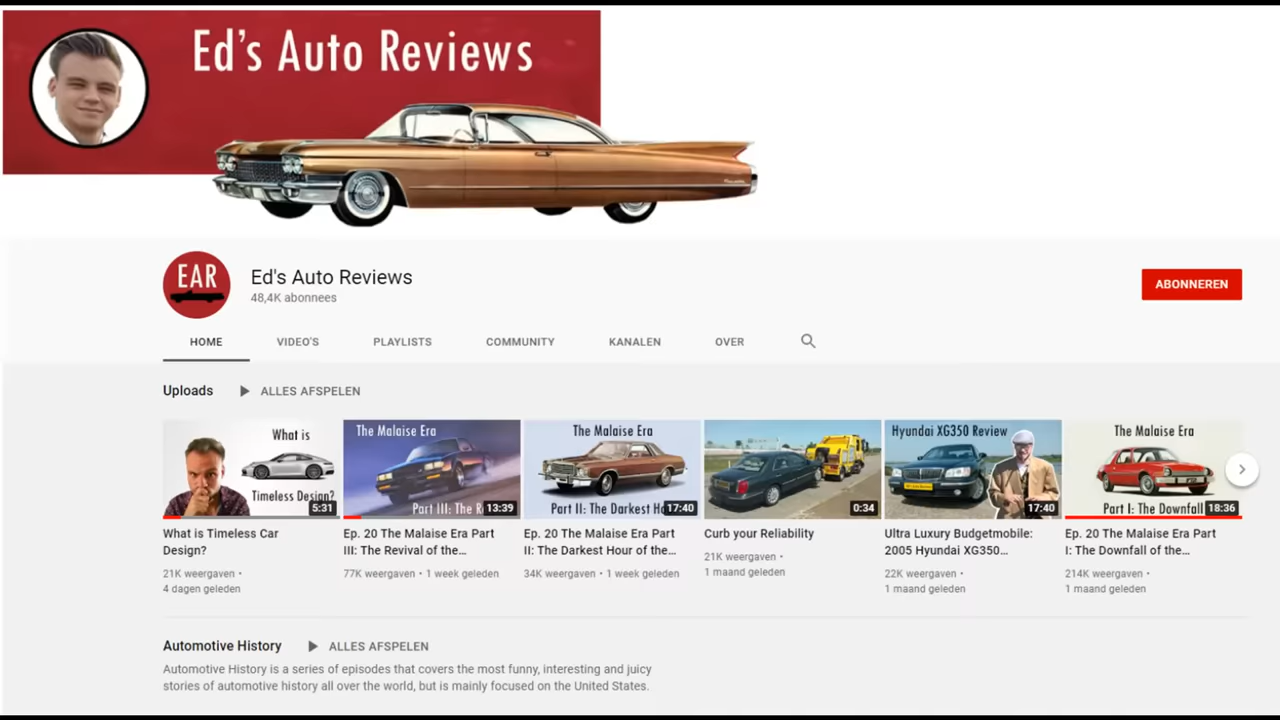 Ed's Auto Reviews
EAR
Ed's Auto Reviews
48,4K abonnees
ABONNEREN
HOME VIDEO'S PLAYLISTS COMMUNITY KANALEN OVER
Uploads ALLES AFSPELEN
What is
Timeless Design?
5:31
The Malaise Era
Part III: The R
13:39
The Malaise Era
Part II: The Darkest Ho
17:40
0:34
Hyundai XG350 Review
17:40
The Malaise Era
Part I: The Downfall
18:36
What is Timeless Car
Design?
21K weergaven •
4 dagen geleden
Ep. 20 The Malaise Era Part
III: The Revival of the...
77K weergaven • 1 week geleden
Ep. 20 The Malaise Era Part
II: The Darkest Hour of the...
34K weergaven • 1 week geleden
Curb your Reliability
21K weergaven •
1 maand geleden
Ultra Luxury Budgetmobile:
2005 Hyundai XG350...
22K weergaven •
1 maand geleden
Ep. 20 The Malaise Era Part
I: The Downfall of the...
214K weergaven •
1 maand geleden
Automotive History ALLES AFSPELEN
Automotive History is a series of episodes that covers the most funny, interesting and juicy
stories of automotive history all over the world, but is mainly focused on the United States.